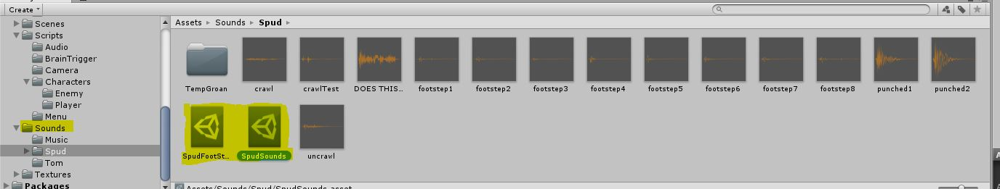 Create
Scenes
Scripts
Audio
BrainTrigger
Camera
Characters
Enemy
Player
Menu
Sounds
Music
Spud
Tom
Textures
Packages
Assets ▸ Sounds ▸ Spud ▸
TempGroan crawl crawlTest DOES THIS... footstep1 footstep2 footstep3 footstep4 footstep5 footstep6 footstep7 footstep8 punched1 punched2
SpudFootSt... SpudSounds uncrawl
Assets/Sounds/Spud/SpudSounds.asset